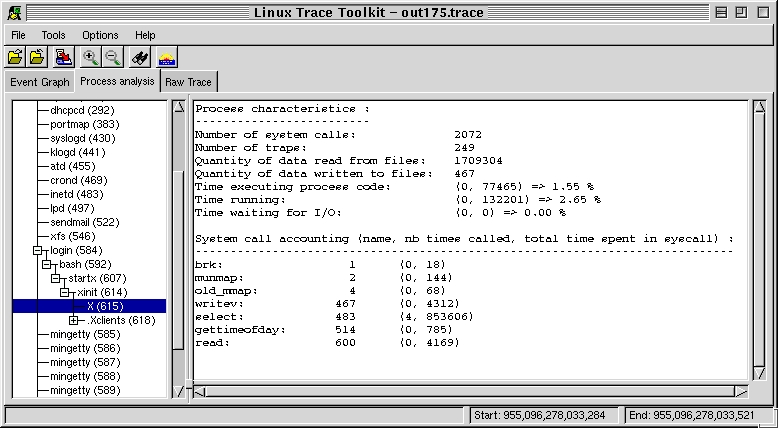 Linux Trace Toolkit – out175.trace
File Tools Options Help
Event Graph Process analysis Raw Trace
dhcpcd (292)
portmap (383)
syslogd (430)
klogd (441)
atd (455)
crond (469)
inetd (483)
lpd (497)
sendmail (522)
xfs (546)
login (584)
bash (592)
startx (607)
xinit (614)
X (615)
.Xclients (618)
mingetty (585)
mingetty (586)
mingetty (587)
mingetty (588)
mingetty (589)
Process characteristics :
-------------------------
Number of system calls: 2072
Number of traps: 249
Quantity of data read from files: 1709304
Quantity of data written to files: 467
Time executing process code: (0, 77465) => 1.55 %
Time running: (0, 132201) => 2.65 %
Time waiting for I/O: (0, 0) => 0.00 %
System call accounting (name, nb times called, total time spent in syscall) :
-----------------------------------------------------------------------------
brk: 1 (0, 18)
munmap: 2 (0, 144)
old_mmap: 4 (0, 68)
writev: 467 (0, 4312)
select: 483 (4, 853606)
gettimeofday: 514 (0, 785)
read: 600 (0, 4169)
Start: 955,096,278,033,284 End: 955,096,278,033,521